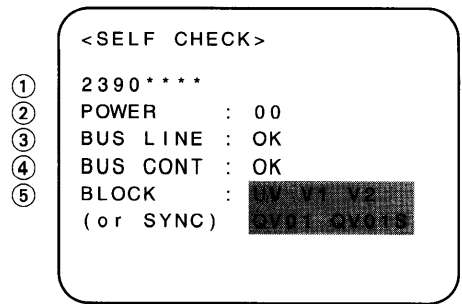 <SELF CHECK>
① 2390****
② POWER : 00
③ BUS LINE : OK
④ BUS CONT : OK
⑤ BLOCK : UV V1 V2
(or SYNC) QV01 QV01S